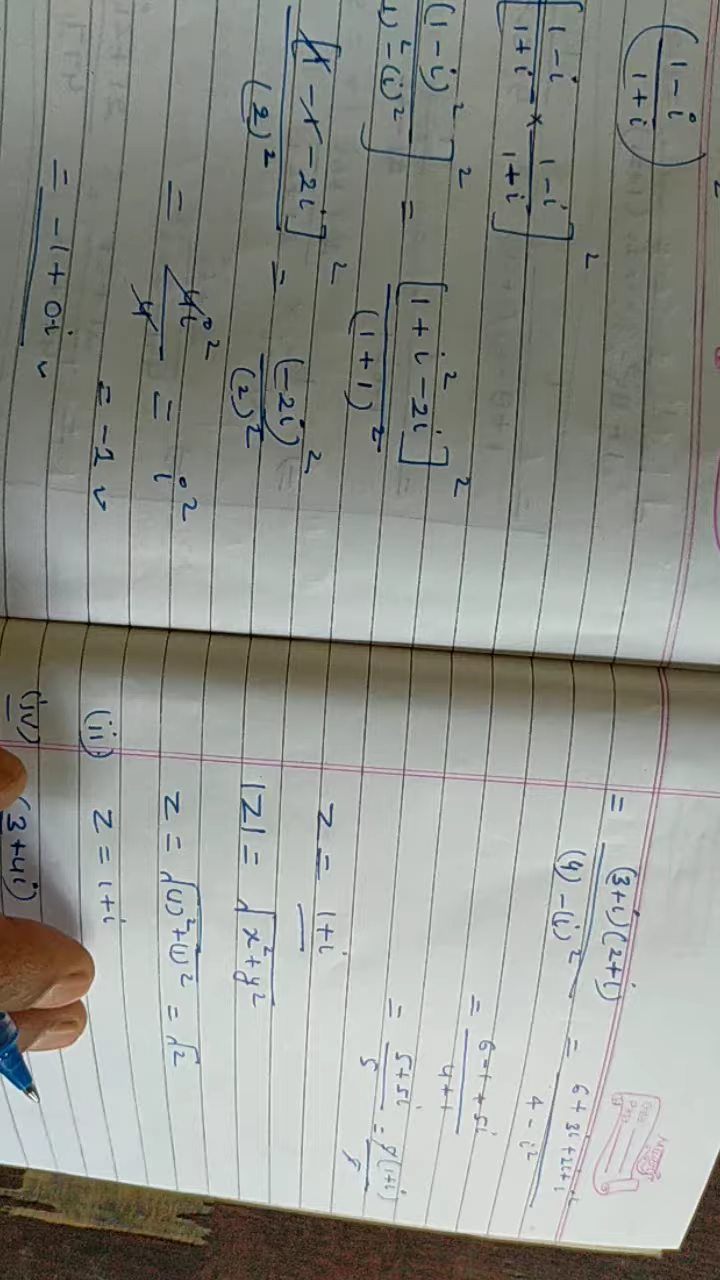 (1-i/1+i)²
[1-i/1+i × 1-i/1+i]²
[(1-i)²/1)²-(i)²]² = [1+i²-2i]²/(1+1)²
[1-1-2i]²/(2)² = (-2i)²/(2)²
= 4i²/4 = i²
= -1
= -1+0i
= (3+i)(2+i)/(4)-(i)² = 6+3i+2i+i²/4-i²
= 6-1+5i/4+1
= 5+5i/5 = 5(1+i)/5
Z = 1+i
|Z| = √x²+y²
Z = √(1)²+(1)² = √2
(ii) Z = 1+i
(iv) (3+4i)